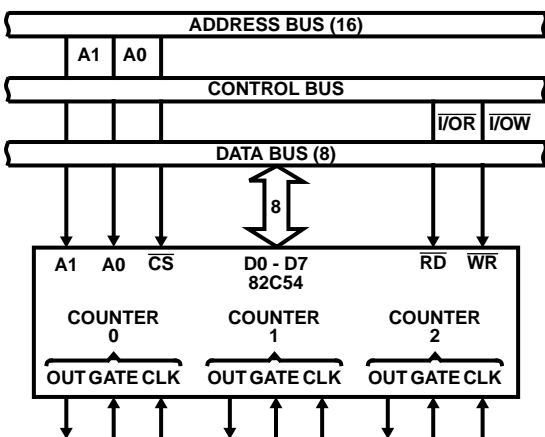 ADDRESS BUS (16)
A1 A0
CONTROL BUS
I/OR I/OW
DATA BUS (8)
8
A1 A0 CS D0 - D7 RD WR
82C54
COUNTER COUNTER COUNTER
0 1 2
OUT GATE CLK OUT GATE CLK OUT GATE CLK